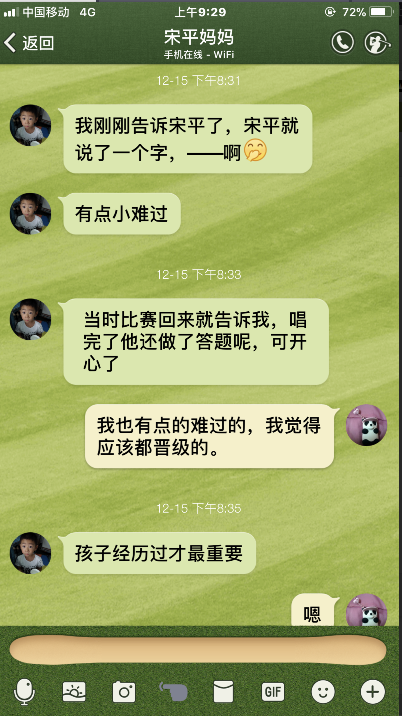 中国移动 4G 上午9:29 72%
返回 宋平妈妈
手机在线 - WiFi
12-15 下午8:31
我刚刚告诉宋平了，宋平就
说了一个字，——啊🤭
有点小难过
12-15 下午8:33
当时比赛回来就告诉我，唱
完了他还做了答题呢，可开
心了
我也有点的难过的，我觉得
应该都晋级的。
12-15 下午8:35
孩子经历过才最重要
嗯
GIF